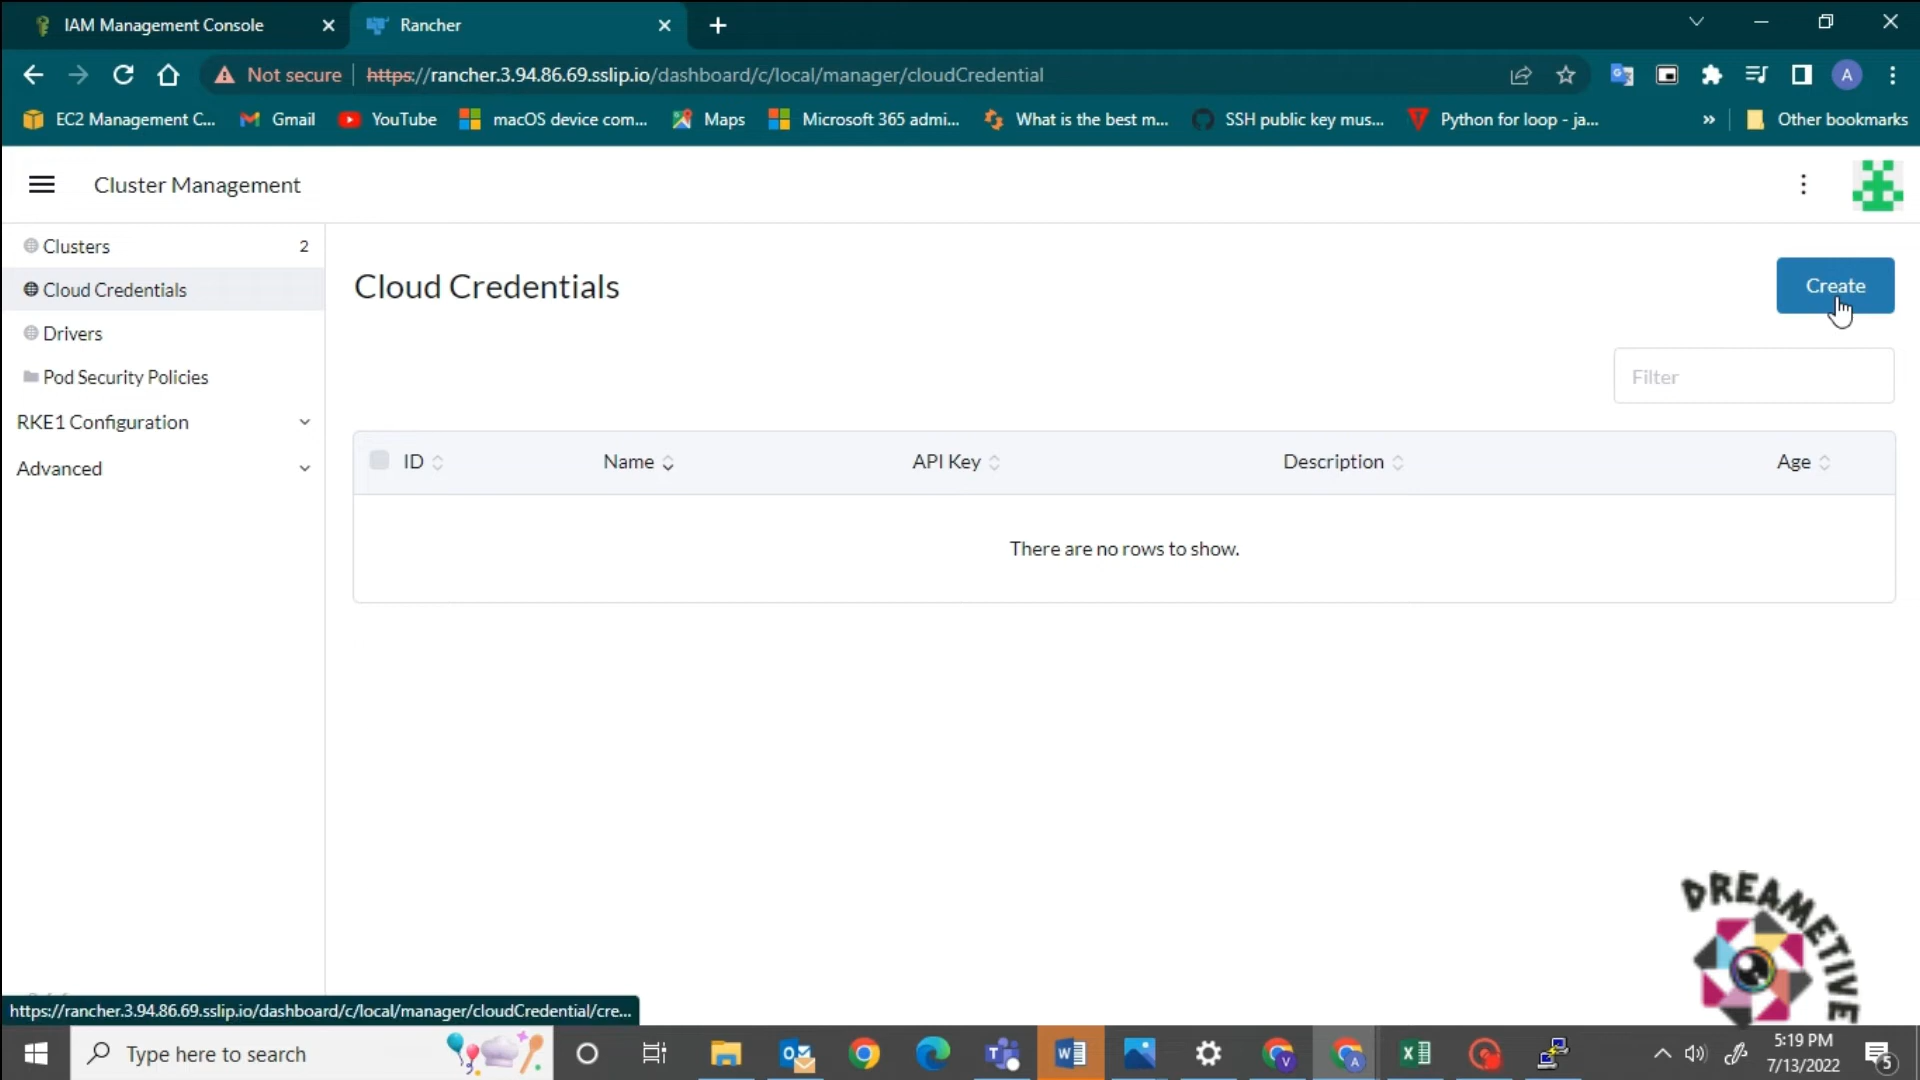 IAM Management Console
Rancher
Not secure
https://rancher.3.94.86.69.sslip.io/dashboard/c/local/manager/cloudCredential
A
EC2 Management C...
Gmail
YouTube
macOS device com...
Maps
Microsoft 365 admi...
What is the best m...
SSH public key mus...
Python for loop - ja...
»
Other bookmarks
Cluster Management
Clusters 2
Cloud Credentials
Drivers
Pod Security Policies
RKE1 Configuration
Advanced
Cloud Credentials
Create
Filter
ID Name API Key Description Age
There are no rows to show.
DREAMETIVE
https://rancher.3.94.86.69.sslip.io/dashboard/c/local/manager/cloudCredential/cre...
Type here to search
5:19 PM
7/13/2022
5